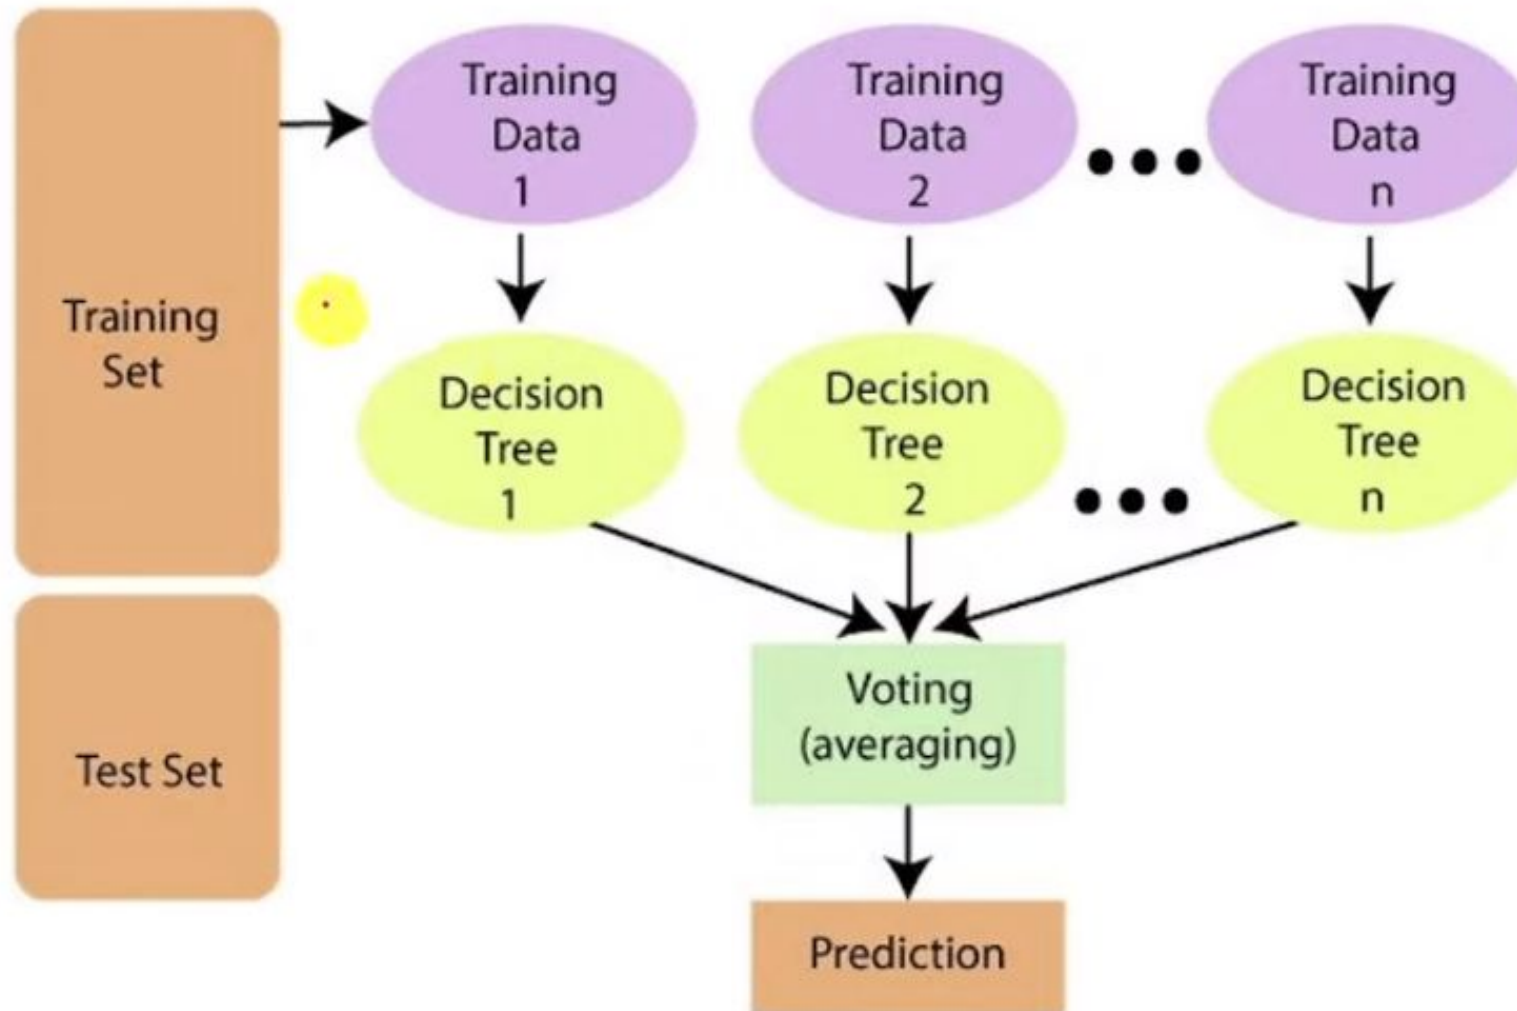 Training
Set
Training
Data
1
Training
Data
2
Training
Data
n
Decision
Tree
1
Decision
Tree
2
Decision
Tree
n
Test Set
Voting
(averaging)
Prediction